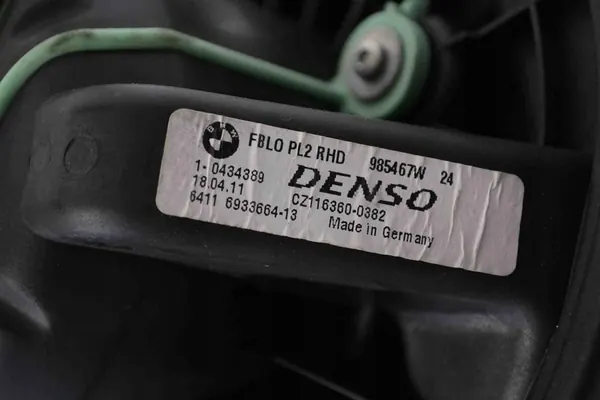 BMW FBLO PL2 RHD 985467W 24
1- 0434389 DENSO
18.04.11 CZ116360-0382
6411 6933664-13 Made in Germany